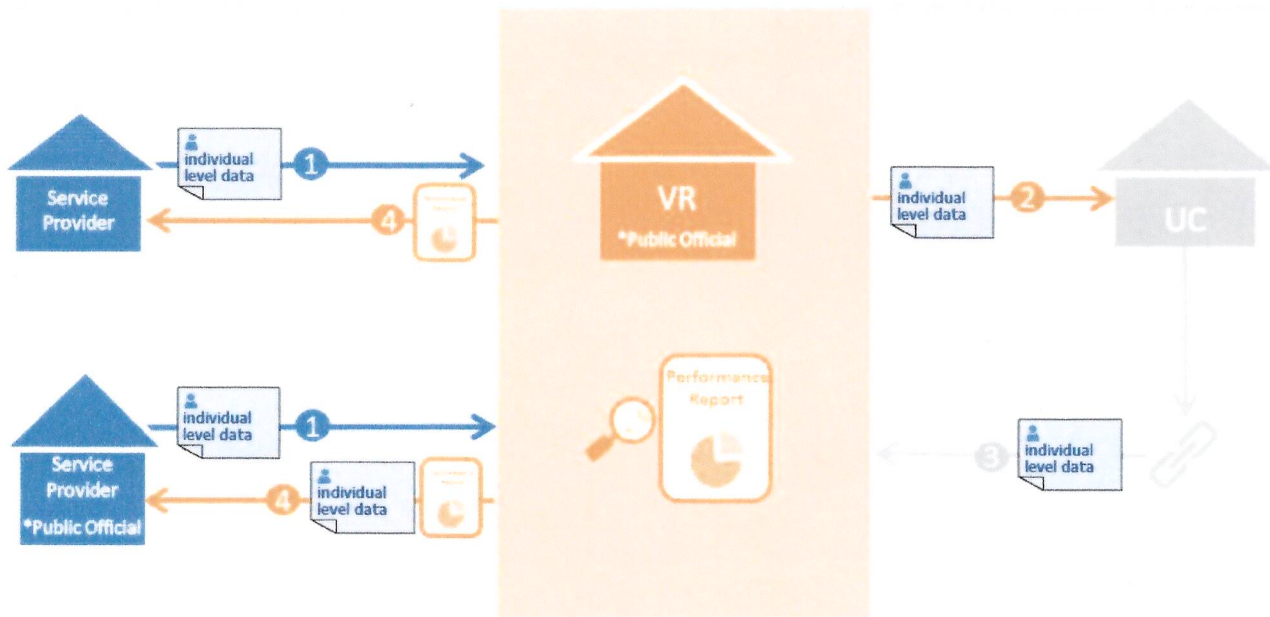 individual
level data
1
Service
Provider
4
VR
*Public Official
individual
level data
2
UC
individual
level data
1
Service
Provider
*Public Official
individual
level data
4
Performance
Report
individual
level data
3